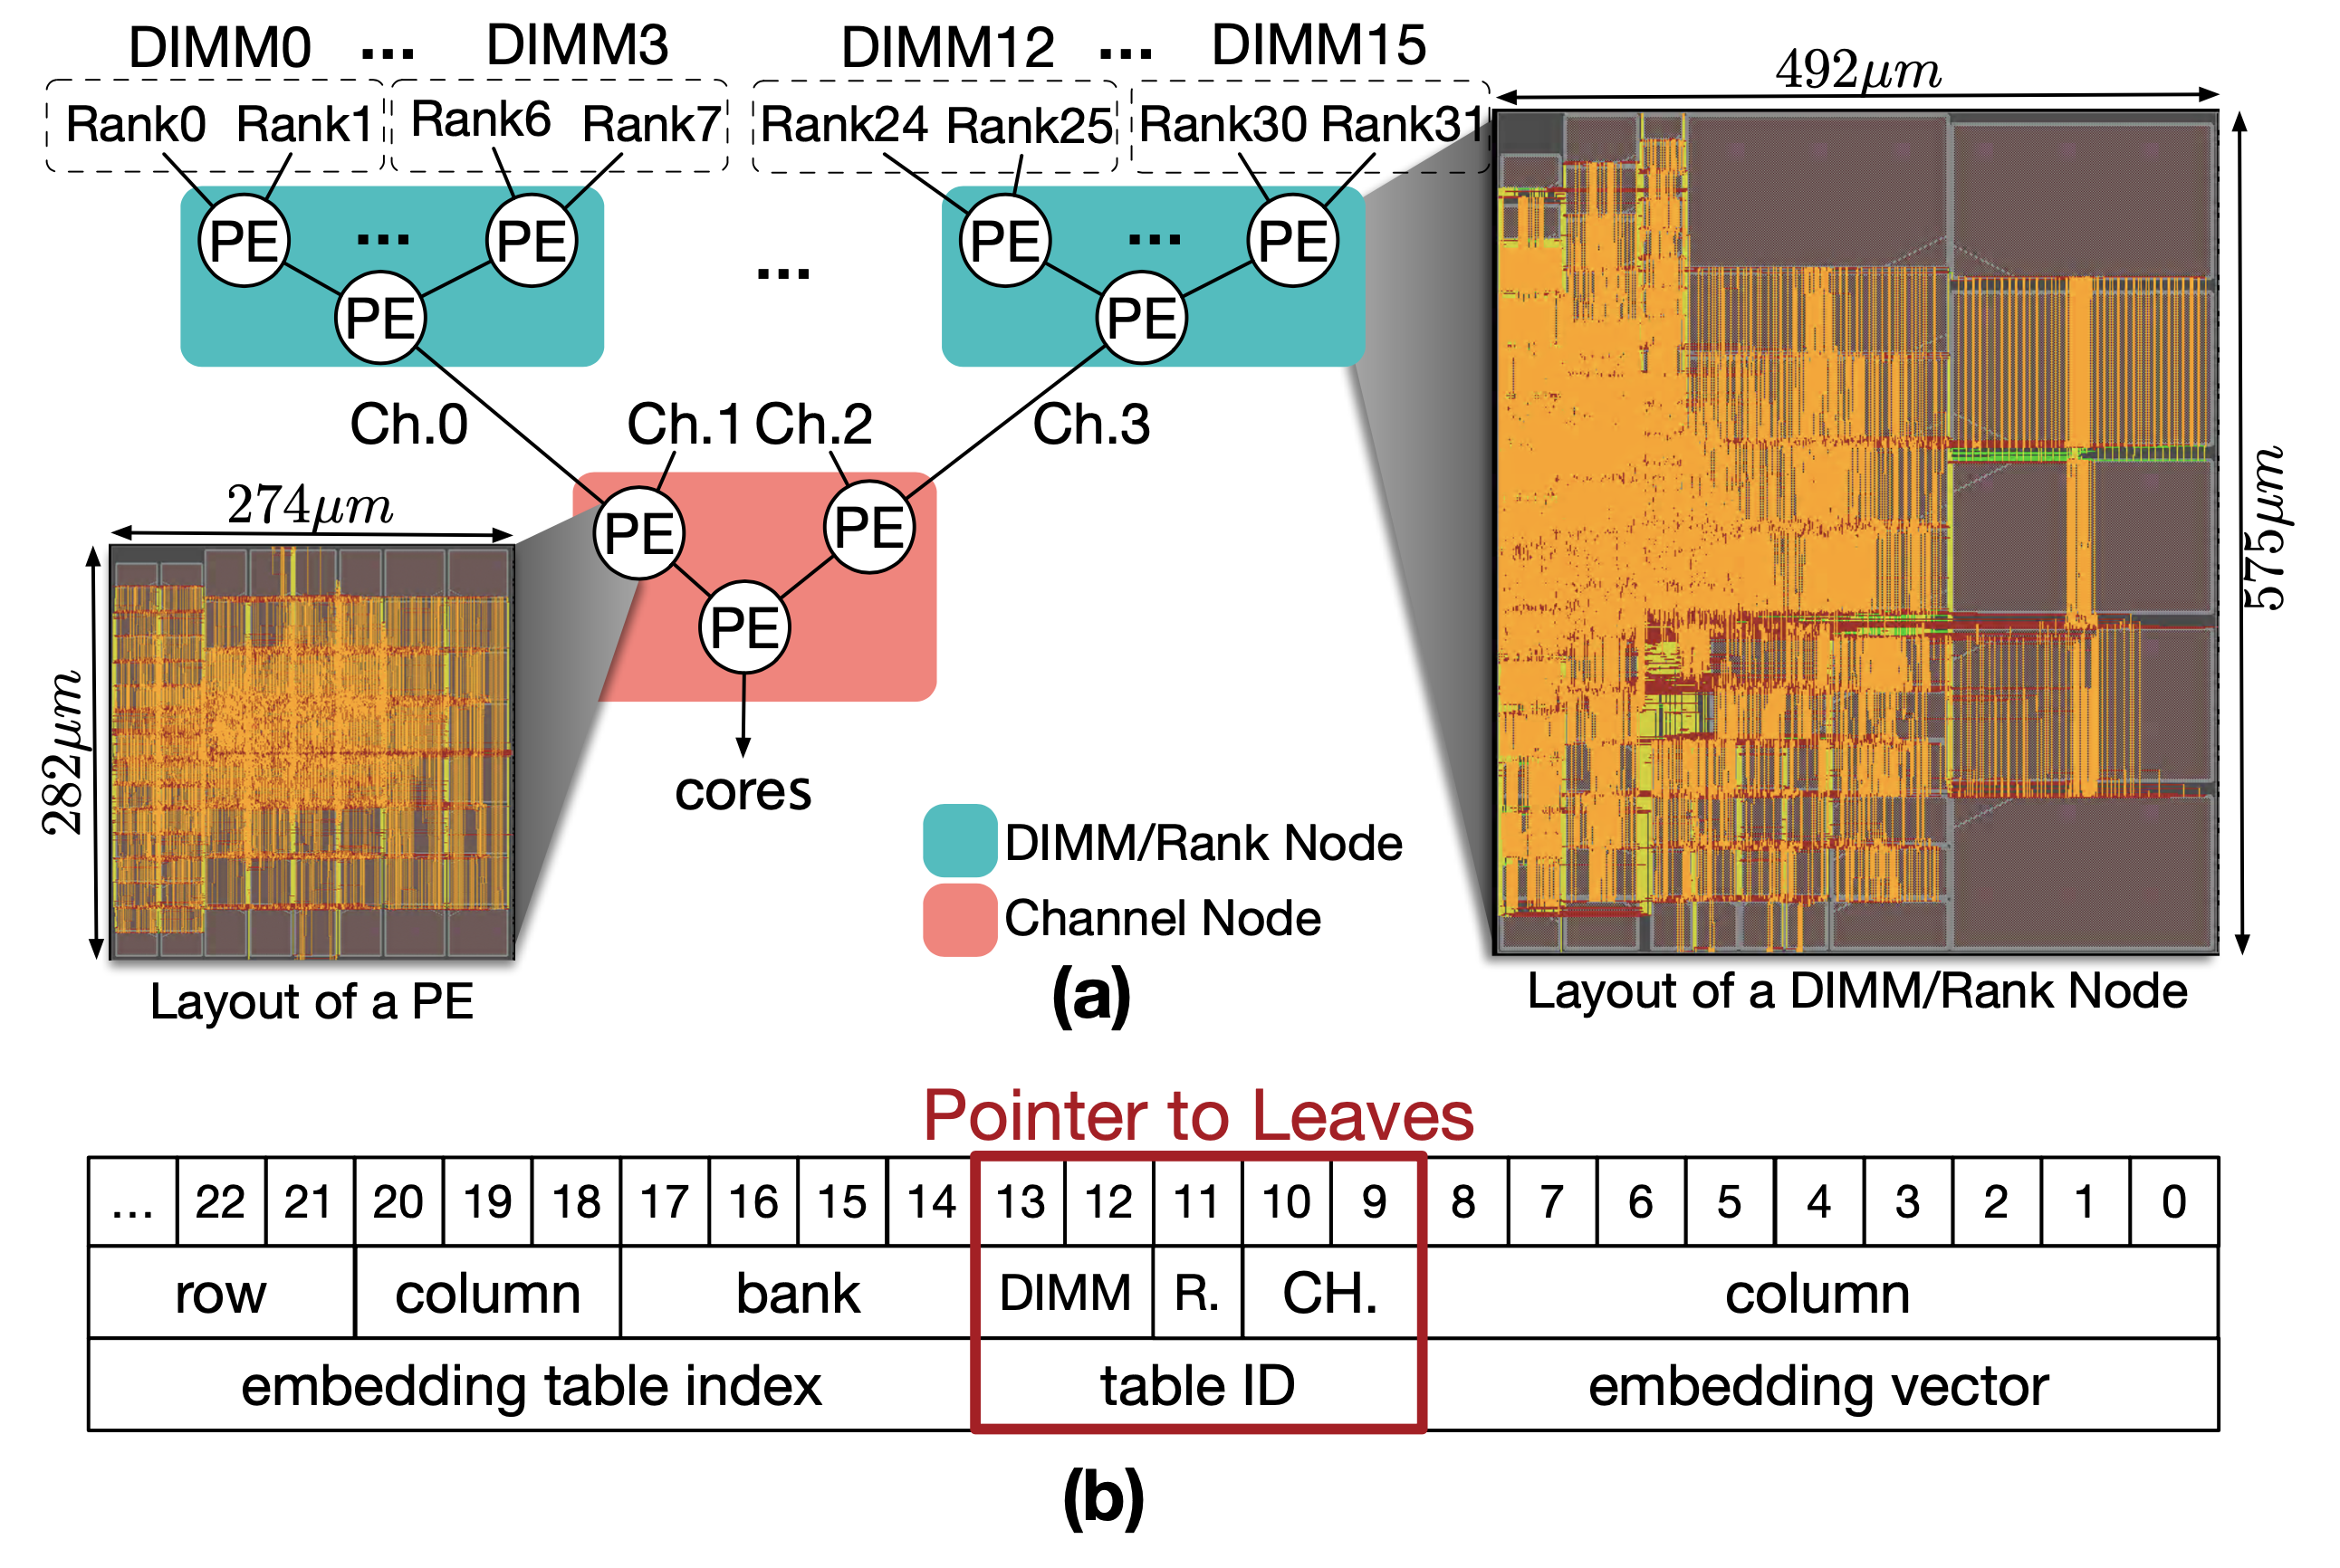 DIMM0 ... DIMM3 DIMM12 ... DIMM15
Rank0 Rank1 Rank6 Rank7 Rank24 Rank25 Rank30 Rank31
492μm
PE ... PE ... PE ... PE
PE PE
575μm
Ch.0 Ch.1 Ch.2 Ch.3
274μm
PE PE
PE
282μm
cores
DIMM/Rank Node
Channel Node
Layout of a PE
(a)
Layout of a DIMM/Rank Node
Pointer to Leaves
... 22 21 20 19 18 17 16 15 14 13 12 11 10 9 8 7 6 5 4 3 2 1 0
row column bank DIMM R. CH. column
embedding table index table ID embedding vector
(b)